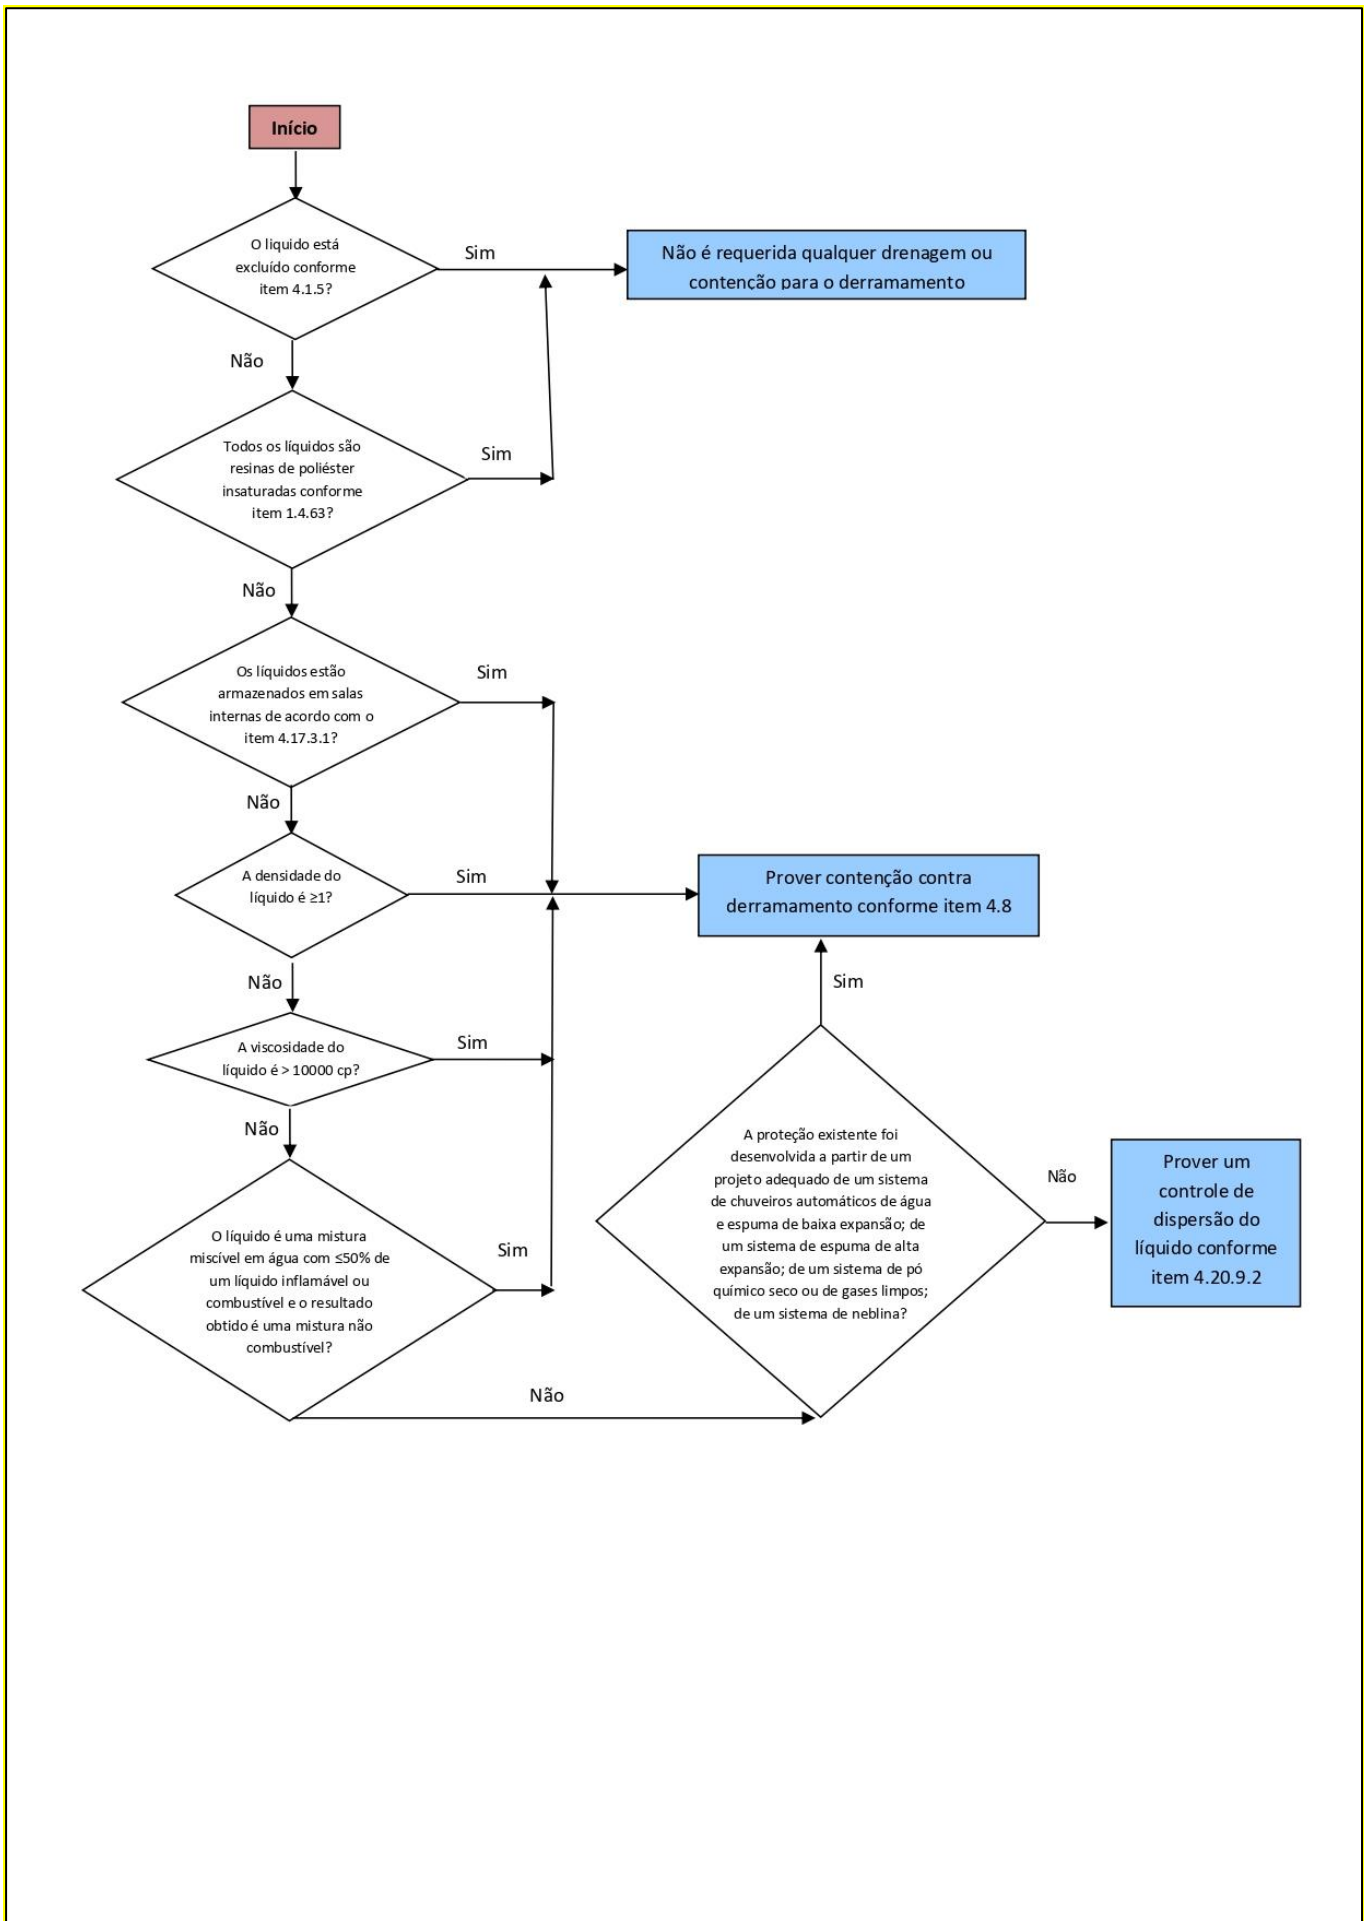 Início
O liquido está
excluído conforme
item 4.1.5?
Sim
Não é requerida qualquer drenagem ou
contenção para o derramamento
Não
Todos os líquidos são
resinas de poliéster
insaturadas conforme
item 1.4.63?
Sim
Não
Os líquidos estão
armazenados em salas
internas de acordo com o
item 4.17.3.1?
Sim
Não
A densidade do
líquido é ≥1?
Sim
Prover contenção contra
derramamento conforme item 4.8
Não
Sim
A viscosidade do
líquido é > 10000 cp?
Sim
Não
A proteção existente foi
desenvolvida a partir de um
projeto adequado de um sistema
de chuveiros automáticos de água
e espuma de baixa expansão; de
um sistema de espuma de alta
expansão; de um sistema de pó
químico seco ou de gases limpos;
de um sistema de neblina?
Não
Prover um
controle de
dispersão do
líquido conforme
item 4.20.9.2
O líquido é uma mistura
miscível em água com ≤50% de
um líquido inflamável ou
combustível e o resultado
obtido é uma mistura não
combustível?
Sim
Não